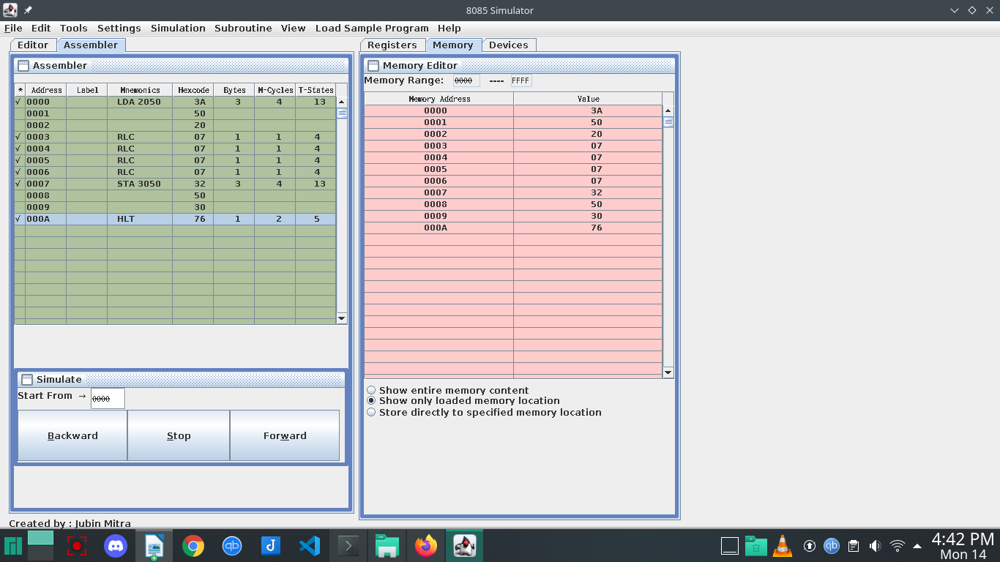 8085 Simulator
File Edit Tools Settings Simulation Subroutine View Load Sample Program Help
Editor Assembler
Assembler
* Address Label Mnemonics Hexcode Bytes M-Cycles T-States
√ 0000 LDA 2050 3A 3 4 13
0001 50
0002 20
√ 0003 RLC 07 1 1 4
√ 0004 RLC 07 1 1 4
√ 0005 RLC 07 1 1 4
√ 0006 RLC 07 1 1 4
√ 0007 STA 3050 32 3 4 13
0008 50
0009 30
√ 000A HLT 76 1 2 5
Simulate
Start From → 0000
Backward Stop Forward
Created by : Jubin Mitra
Registers Memory Devices
Memory Editor
Memory Range: 0000 ---- FFFF
Memory Address Value
0000 3A
0001 50
0002 20
0003 07
0004 07
0005 07
0006 07
0007 32
0008 50
0009 30
000A 76
Show entire memory content
Show only loaded memory location
Store directly to specified memory location
qb
J
qb
4:42 PM
Mon 14